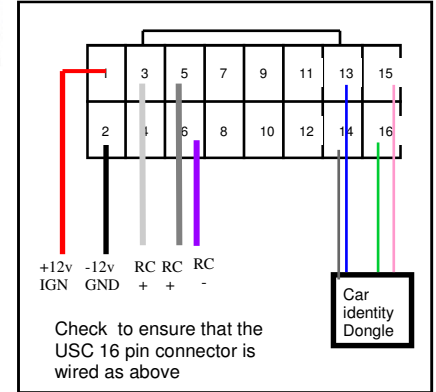 1 3 5 7 9 11 13 15
2 4 6 8 10 12 14 16
+12v -12v RC RC RC
IGN GND + + -
Car
identity
Dongle
Check to ensure that the
USC 16 pin connector is
wired as above